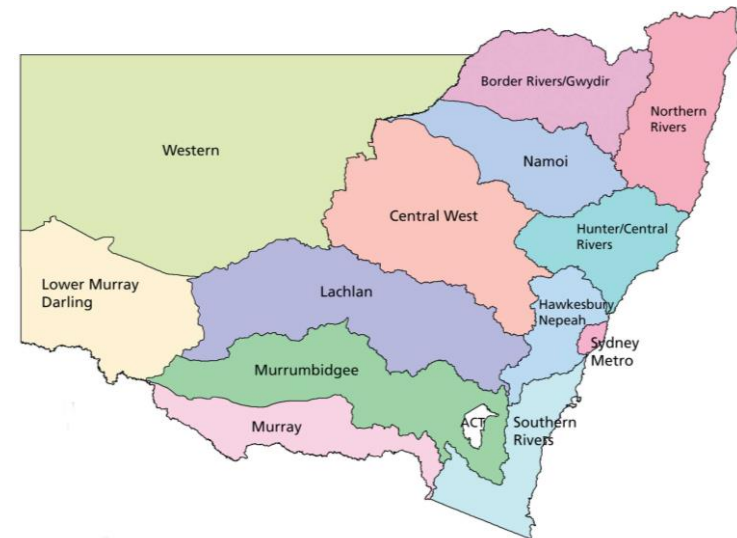 Border Rivers/Gwydir
Northern
Rivers
Western
Namoi
Central West
Hunter/Central
Rivers
Lower Murray
Darling
Lachlan
Hawkesbury
Nepeah
Sydney
Metro
Murrumbidgee
Murray
ACT
Southern
Rivers